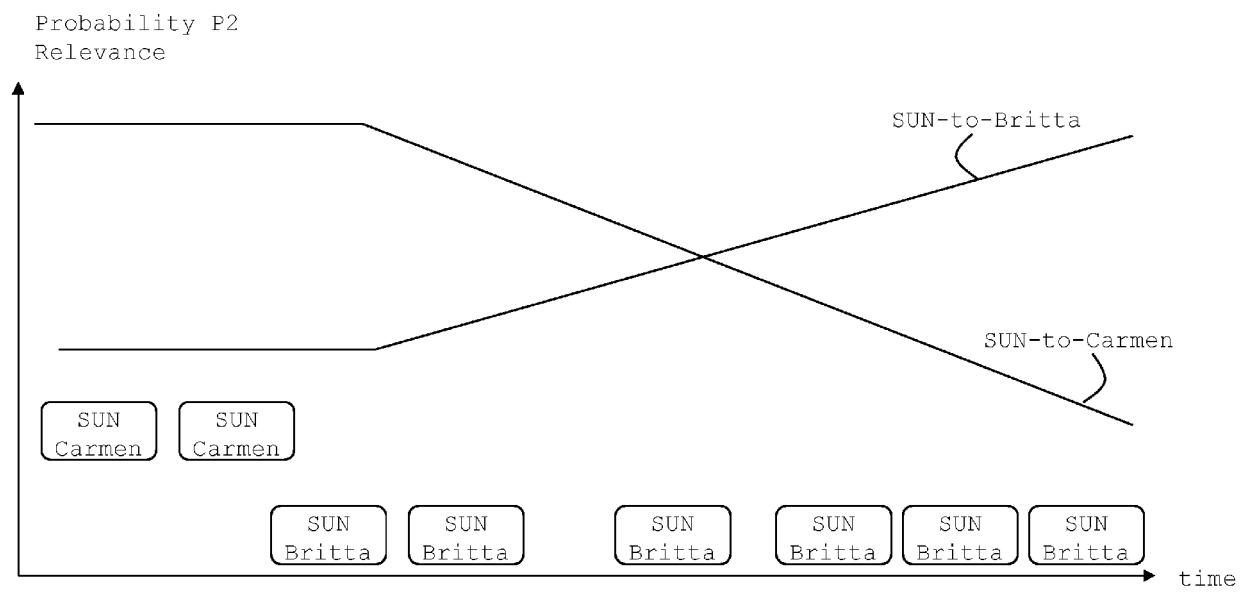 Probability P2
Relevance
SUN-to-Britta
SUN-to-Carmen
SUN
Carmen
SUN
Carmen
SUN
Britta
SUN
Britta
SUN
Britta
SUN
Britta
SUN
Britta
SUN
Britta
time